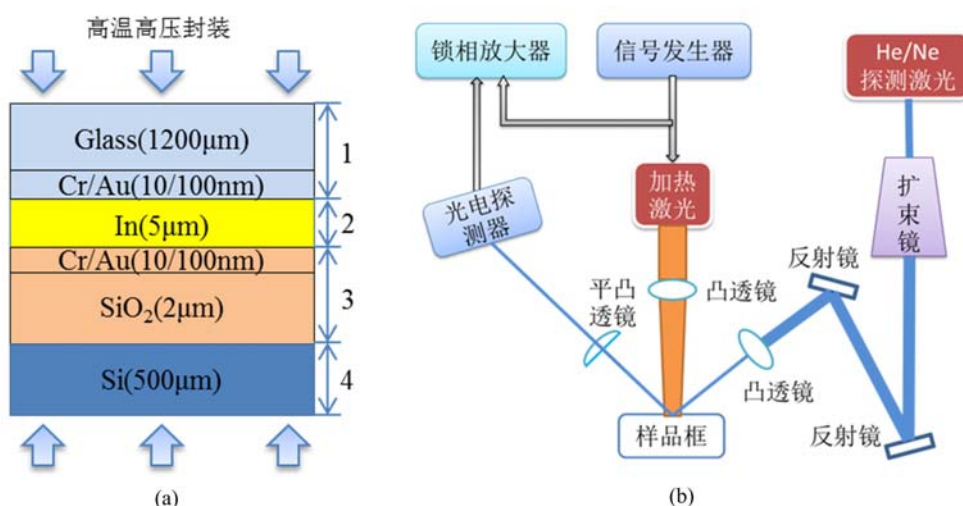 高温高压封装
Glass(1200μm)
Cr/Au(10/100nm)
In(5μm)
Cr/Au(10/100nm)
SiO₂(2μm)
Si(500μm)
1
2
3
4
(a)
锁相放大器
信号发生器
He/Ne
探测激光
光电探
测器
加热
激光
扩
束
镜
反射镜
平凸
透镜
凸透镜
凸透镜
样品框
反射镜
(b)